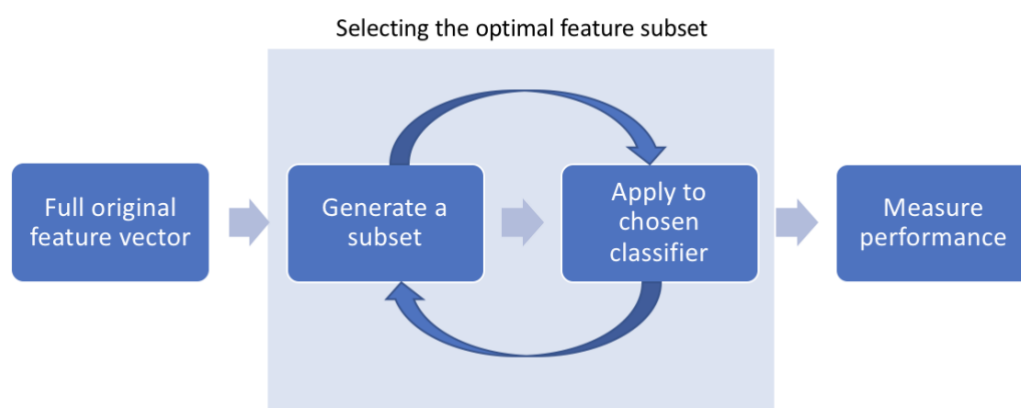 Selecting the optimal feature subset
Full original
feature vector
Generate a
subset
Apply to
chosen
classifier
Measure
performance